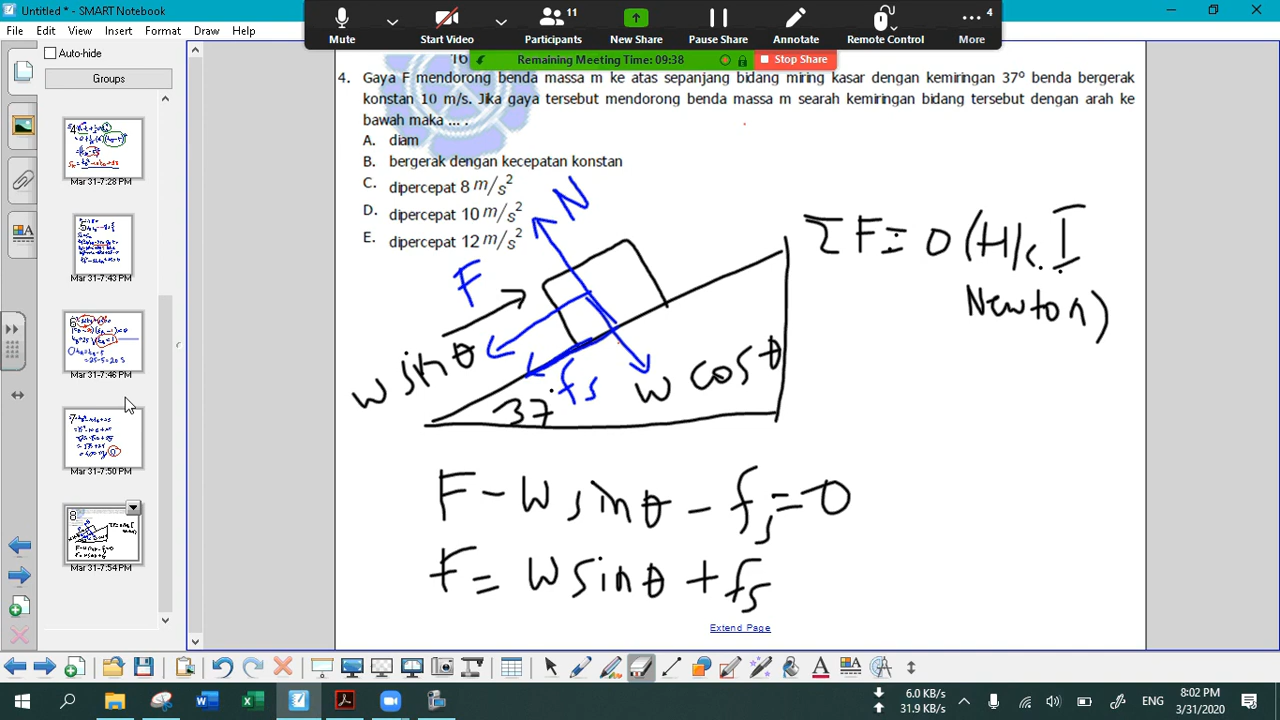 Untitled * - SMART Notebook
File Edit View Insert Format Draw Help
Mute
Start Video
11
Participants
New Share
Pause Share
Annotate
Remote Control
4
More
Remaining Meeting Time: 09:38
Stop Share
Auto-hide
Groups
Mar 31-7:28 PM
Mar 31-7:43 PM
Mar 31-7:48 PM
Mar 31-7:50 PM
Mar 31-7:54 PM
16
4. Gaya F mendorong benda massa m ke atas sepanjang bidang miring kasar dengan kemiringan 37° benda bergerak
konstan 10 m/s. Jika gaya tersebut mendorong benda massa m searah kemiringan bidang tersebut dengan arah ke
bawah maka ... .
A. diam
B. bergerak dengan kecepatan konstan
C. dipercepat 8 m/s²
D. dipercepat 10 m/s²
E. dipercepat 12 m/s²
N
F
w sin θ
fs
37°
w cos θ
ΣF = 0 (Hk. I
Newton)
F - W sin θ - fs = 0
F = W sin θ + fs
Extend Page
6.0 KB/s
31.9 KB/s
ENG
8:02 PM
3/31/2020